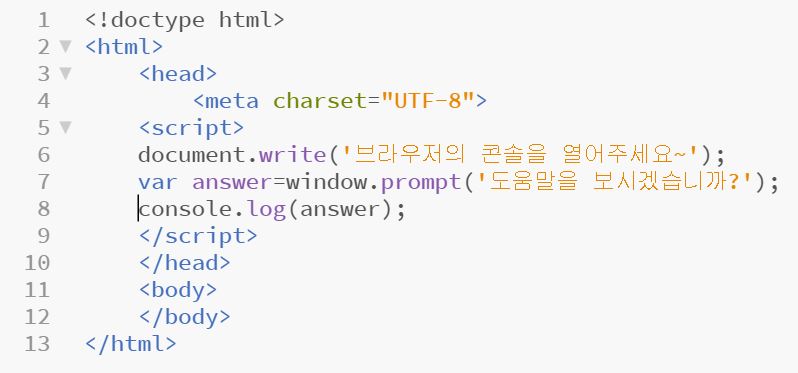 1 <!doctype html>
2 ▼ <html>
3 ▼ <head>
4 <meta charset="UTF-8">
5 ▼ <script>
6 document.write('브라우저의 콘솔을 열어주세요~');
7 var answer=window.prompt('도움말을 보시겠습니까?');
8 console.log(answer);
9 </script>
10 </head>
11 <body>
12 </body>
13 </html>